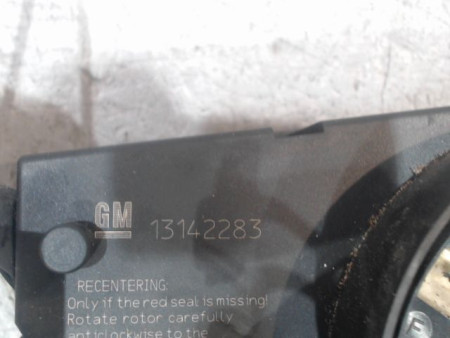 GM 13142283
RECENTERING:
Only if the red seal is missing!
Rotate rotor carefully
anticlockwise to the
F